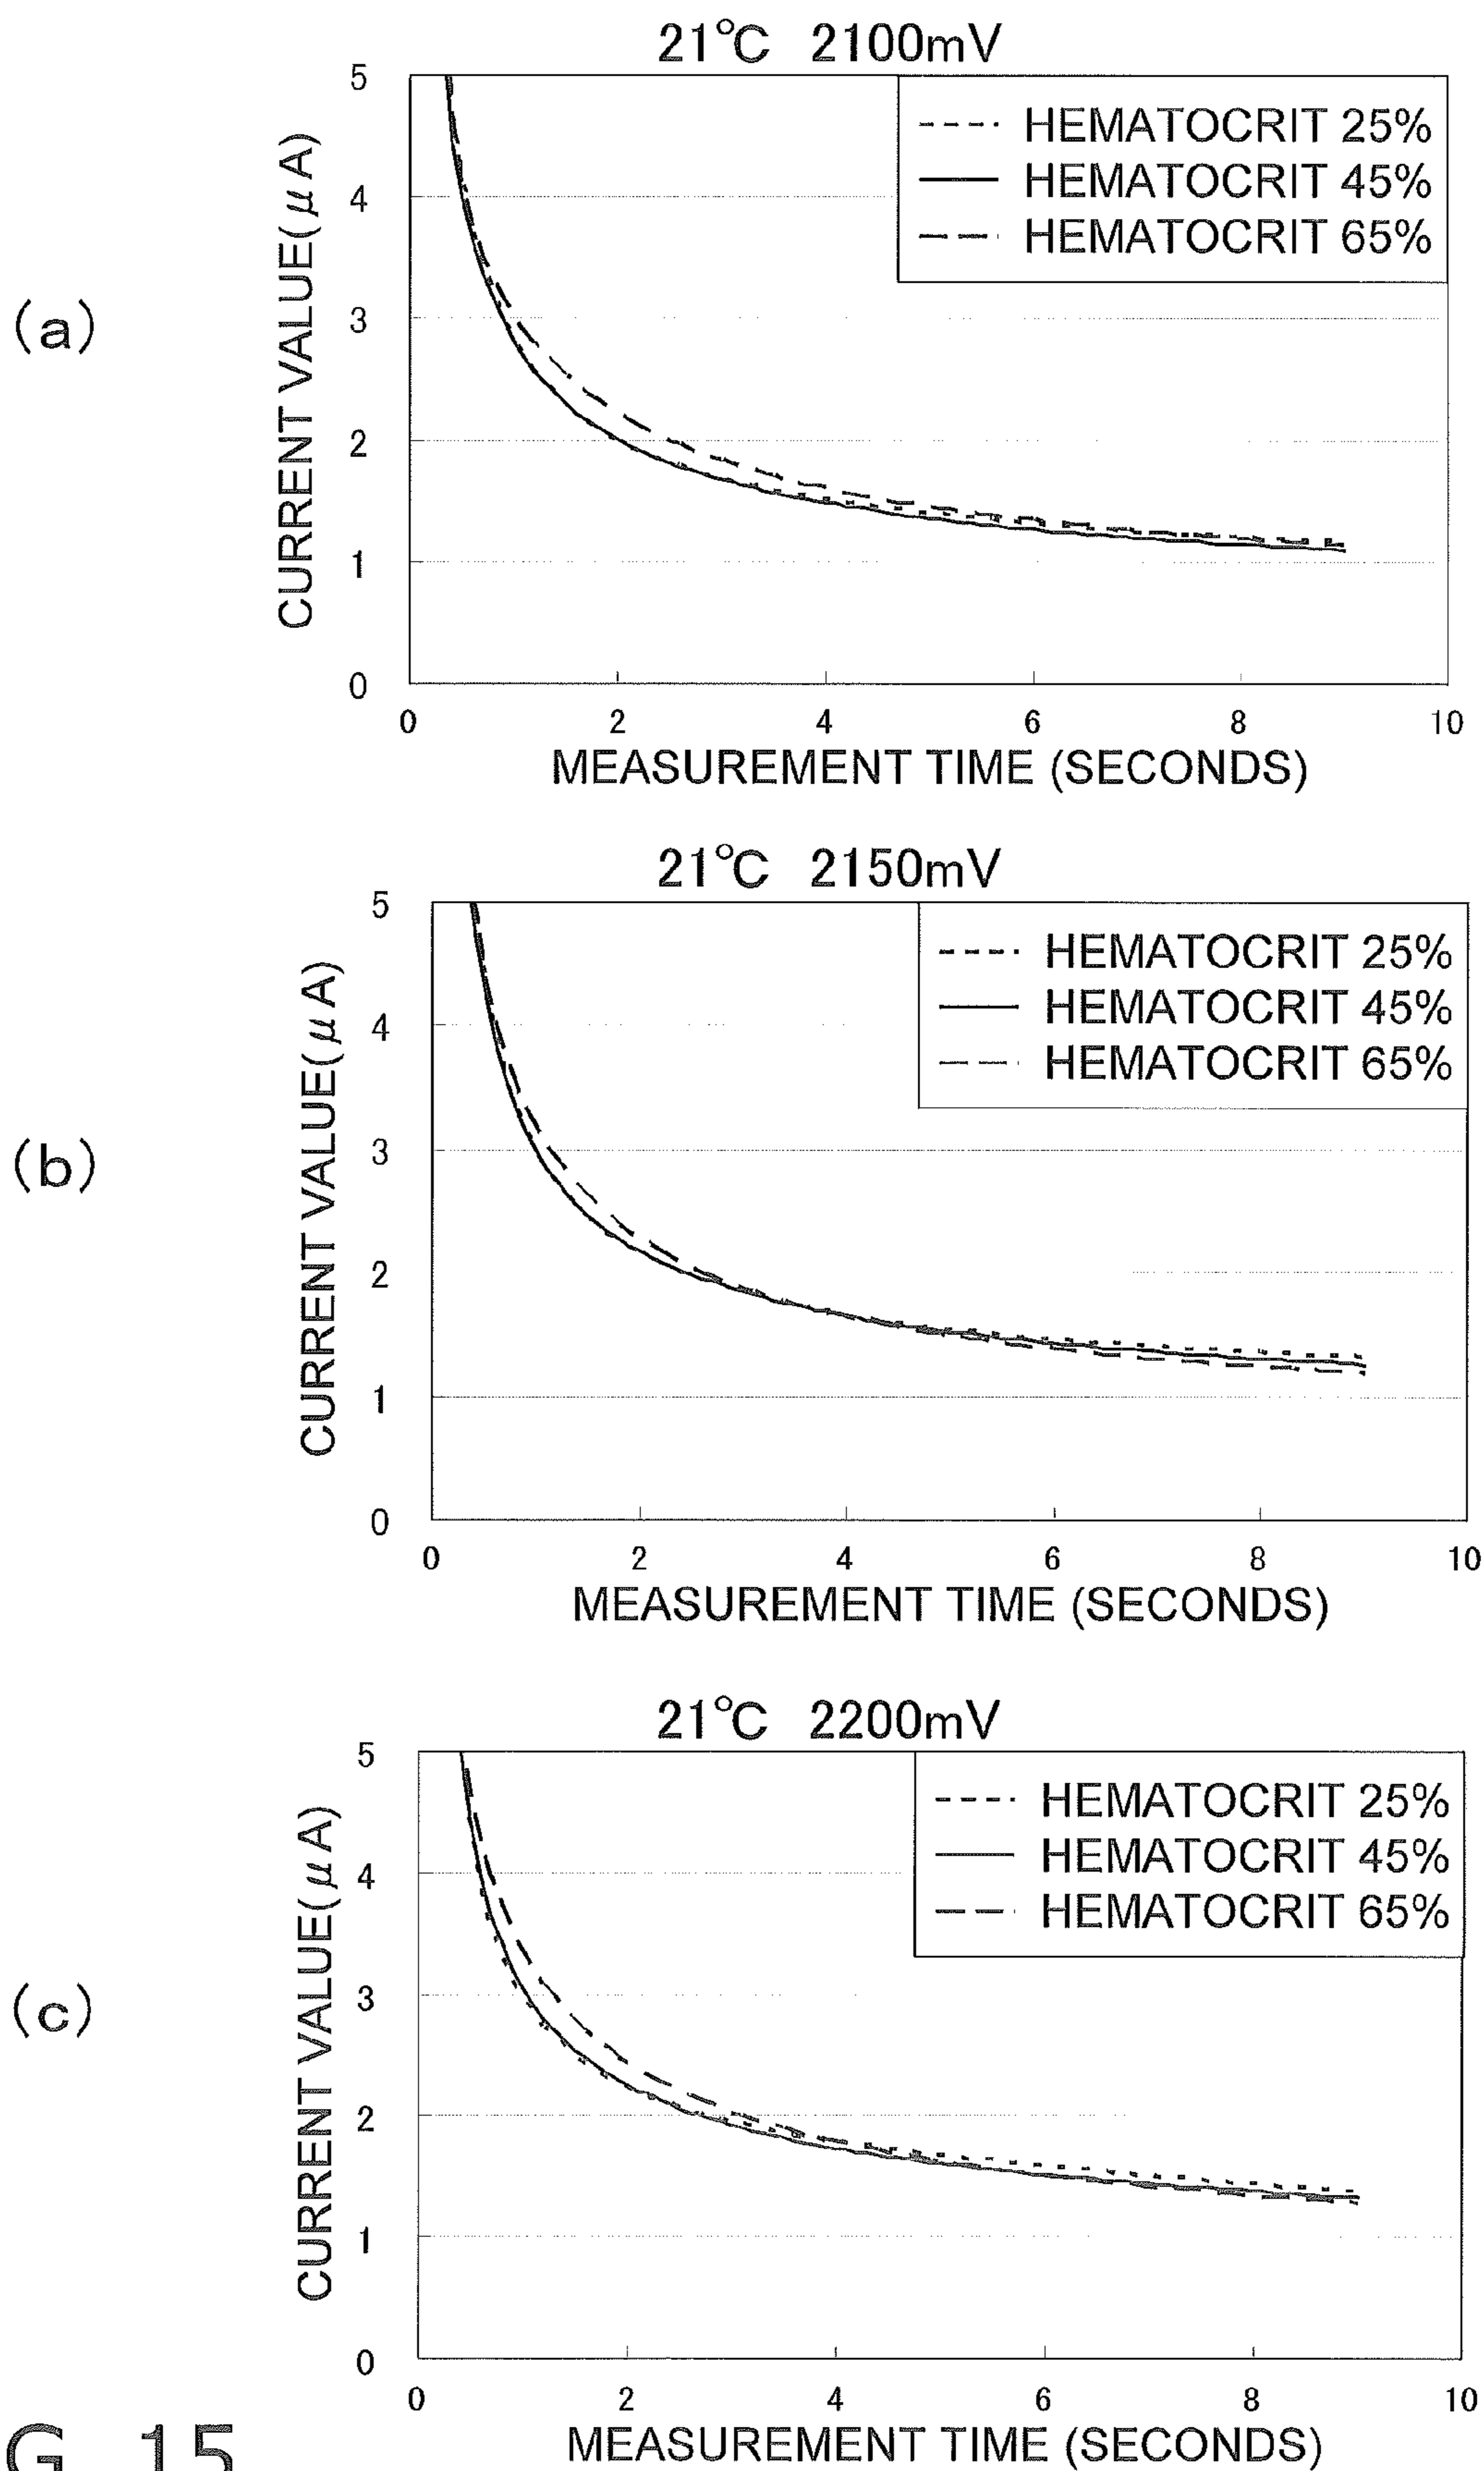 (a)
21℃ 2100mV
CURRENT VALUE(μA)
5
4
3
2
1
0
HEMATOCRIT 25%
HEMATOCRIT 45%
HEMATOCRIT 65%
0 2 4 6 8 10
MEASUREMENT TIME (SECONDS)
(b)
21℃ 2150mV
CURRENT VALUE(μA)
5
4
3
2
1
0
HEMATOCRIT 25%
HEMATOCRIT 45%
HEMATOCRIT 65%
0 2 4 6 8 10
MEASUREMENT TIME (SECONDS)
(c)
21℃ 2200mV
CURRENT VALUE(μA)
5
4
3
2
1
0
HEMATOCRIT 25%
HEMATOCRIT 45%
HEMATOCRIT 65%
0 2 4 6 8 10
MEASUREMENT TIME (SECONDS)
G 15